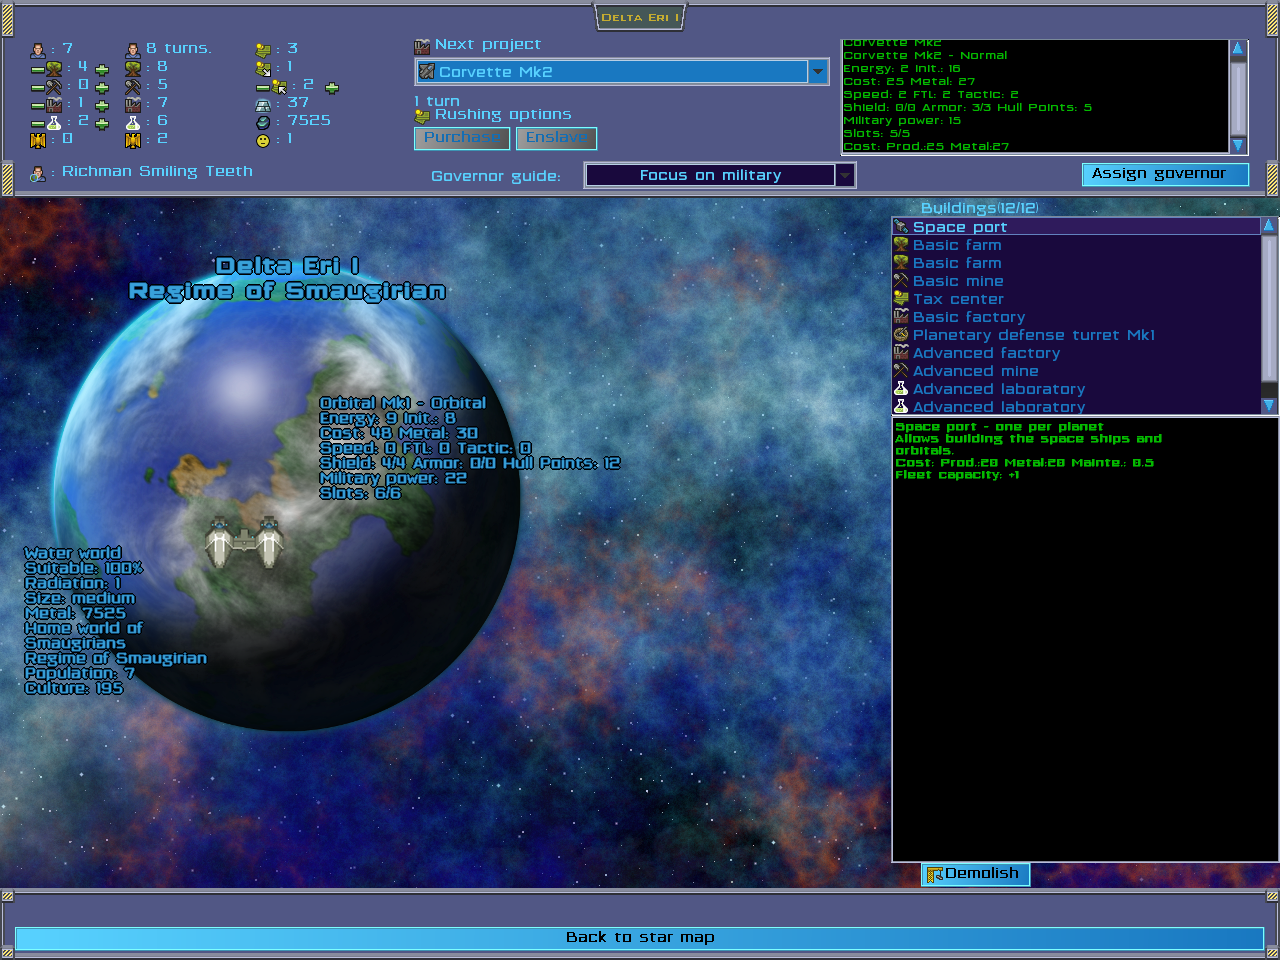 Delta Eri I
: 7
8 turns.
: 3
: 4
: 8
: 1
: 0
: 5
: 2
: 1
: 7
: 37
: 2
: 6
: 7525
: 0
: 2
: 1
: Richman Smiling Teeth
Next project
Corvette Mk2
1 turn
Rushing options
Purchase
Enslave
Governor guide:
Focus on military
Corvette Mk2
Corvette Mk2 - Normal
Energy: 2 Init.: 16
Cost: 25 Metal: 27
Speed: 2 FTL: 2 Tactic: 2
Shield: 0/0 Armor: 3/3 Hull Points: 5
Military power: 15
Slots: 5/5
Cost: Prod.:25 Metal:27
Assign governor
Buildings(12/12)
Space port
Basic farm
Basic farm
Basic mine
Tax center
Basic factory
Planetary defense turret Mk1
Advanced factory
Advanced mine
Advanced laboratory
Advanced laboratory
Space port - one per planet
Allows building the space ships and
orbitals.
Cost: Prod.:20 Metal:20 Mainte.: 0.5
Fleet capacity: +1
Demolish
Delta Eri I
Regime of Smaugirian
Orbital Mk1 - Orbital
Energy: 9 Init.: 8
Cost: 48 Metal: 30
Speed: 0 FTL: 0 Tactic: 0
Shield: 4/4 Armor: 0/0 Hull Points: 12
Military power: 22
Slots: 6/6
Water world
Suitable: 100%
Radiation: 1
Size: medium
Metal: 7525
Home world of
Smaugirians
Regime of Smaugirian
Population: 7
Culture: 195
Back to star map